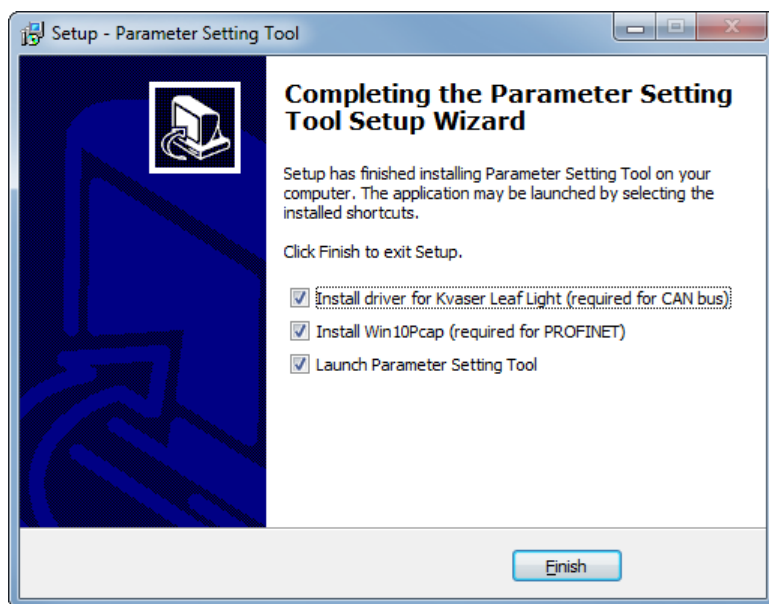 Setup - Parameter Setting Tool
Completing the Parameter Setting
Tool Setup Wizard
Setup has finished installing Parameter Setting Tool on your
computer. The application may be launched by selecting the
installed shortcuts.
Click Finish to exit Setup.
Install driver for Kvaser Leaf Light (required for CAN bus)
Install Win10Pcap (required for PROFINET)
Launch Parameter Setting Tool
Finish